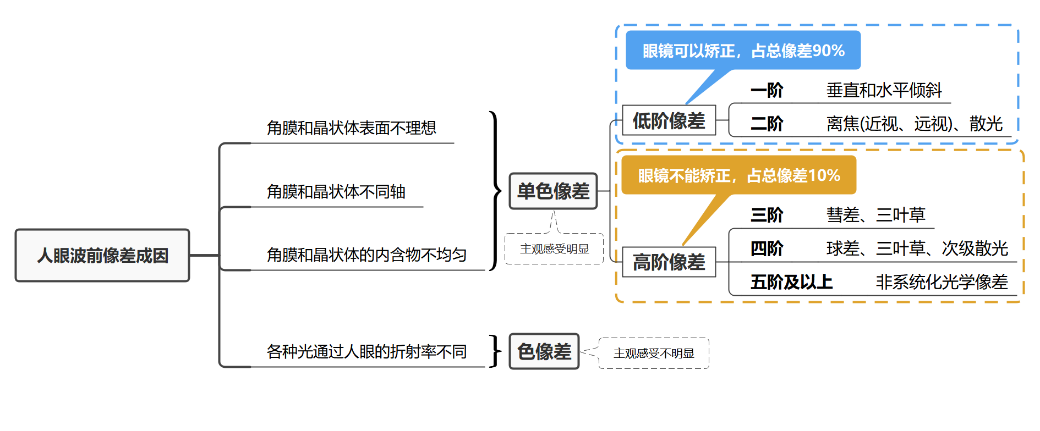 人眼波前像差成因
角膜和晶状体表面不理想
角膜和晶状体不同轴
角膜和晶状体的内含物不均匀
各种光通过人眼的折射率不同
单色像差
主观感受明显
色像差
主观感受不明显
眼镜可以矫正，占总像差90%
低阶像差
一阶 垂直和水平倾斜
二阶 离焦(近视、远视)、散光
眼镜不能矫正，占总像差10%
高阶像差
三阶 彗差、三叶草
四阶 球差、三叶草、次级散光
五阶及以上 非系统化光学像差